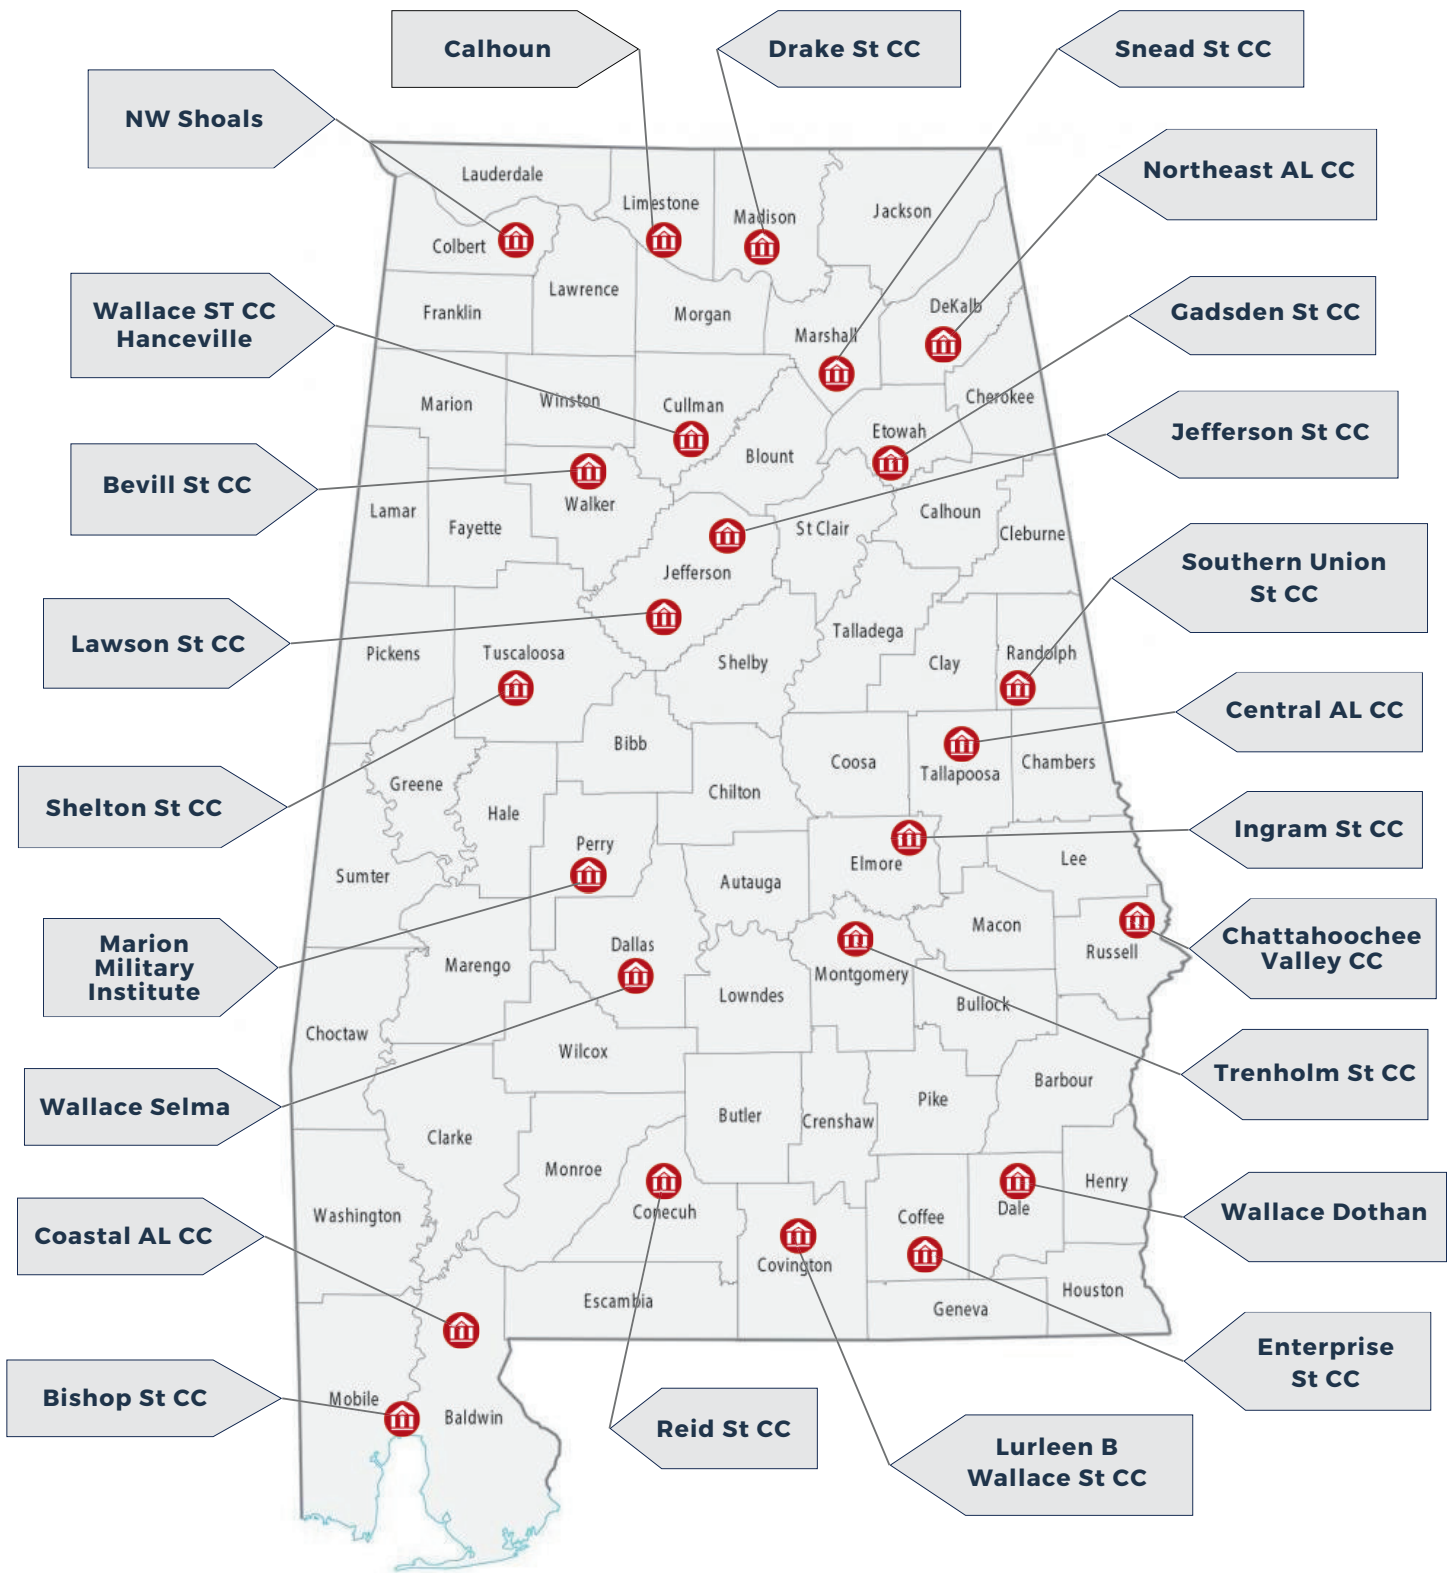 Calhoun
Drake St CC
Snead St CC
NW Shoals
Northeast AL CC
Wallace ST CC
Hanceville
Gadsden St CC
Bevill St CC
Jefferson St CC
Lawson St CC
Southern Union
St CC
Shelton St CC
Central AL CC
Ingram St CC
Marion
Military
Institute
Chattahoochee
Valley CC
Wallace Selma
Trenholm St CC
Coastal AL CC
Wallace Dothan
Bishop St CC
Enterprise
St CC
Reid St CC
Lurleen B
Wallace St CC
Lauderdale
Limestone
Madison
Jackson
Colbert
Lawrence
Franklin
Morgan
DeKalb
Marshall
Marion
Winston
Cullman
Cherokee
Etowah
Blount
Walker
Lamar
Fayette
St Clair
Calhoun
Cleburne
Jefferson
Talladega
Pickens
Tuscaloosa
Shelby
Clay
Randolph
Bibb
Coosa
Tallapoosa
Chambers
Greene
Hale
Chilton
Perry
Elmore
Lee
Sumter
Autauga
Macon
Dallas
Marengo
Montgomery
Russell
Lowndes
Bullock
Choctaw
Wilcox
Barbour
Butler
Crenshaw
Pike
Clarke
Monroe
Henry
Washington
Conecuh
Coffee
Dale
Covington
Escambia
Geneva
Houston
Mobile
Baldwin